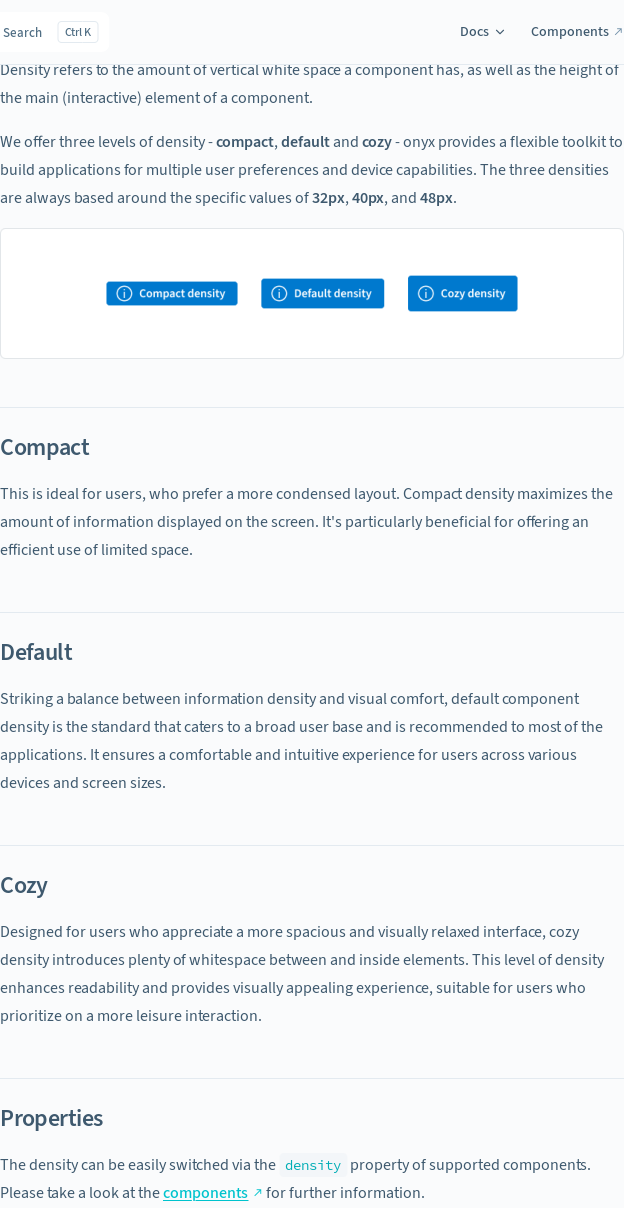 Search Ctrl K Docs Components
Density refers to the amount of vertical white space a component has, as well as the height of
the main (interactive) element of a component.
We offer three levels of density - compact, default and cozy - onyx provides a flexible toolkit to
build applications for multiple user preferences and device capabilities. The three densities
are always based around the specific values of 32px, 40px, and 48px.
Compact density Default density Cozy density
Compact
This is ideal for users, who prefer a more condensed layout. Compact density maximizes the
amount of information displayed on the screen. It's particularly beneficial for offering an
efficient use of limited space.
Default
Striking a balance between information density and visual comfort, default component
density is the standard that caters to a broad user base and is recommended to most of the
applications. It ensures a comfortable and intuitive experience for users across various
devices and screen sizes.
Cozy
Designed for users who appreciate a more spacious and visually relaxed interface, cozy
density introduces plenty of whitespace between and inside elements. This level of density
enhances readability and provides visually appealing experience, suitable for users who
prioritize on a more leisure interaction.
Properties
The density can be easily switched via the density property of supported components.
Please take a look at the components for further information.